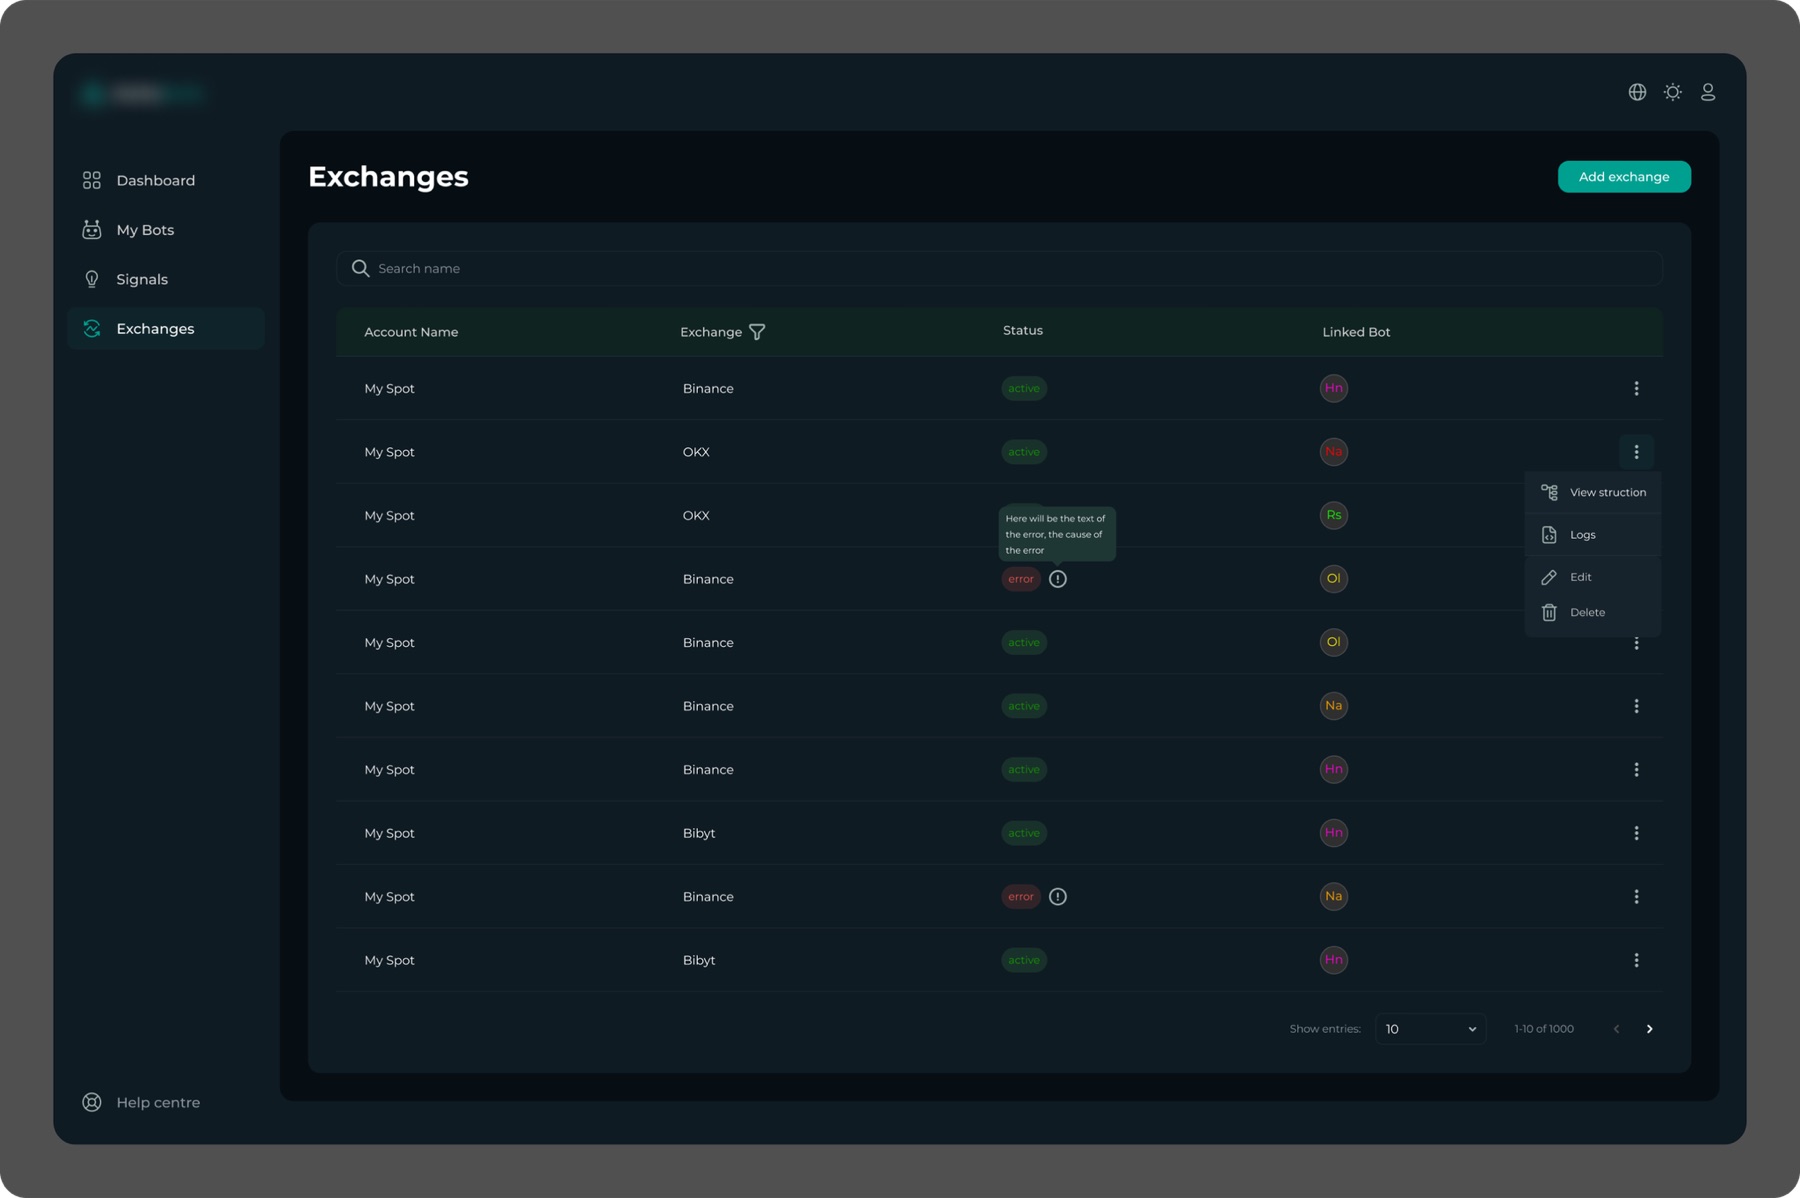 Dashboard
My Bots
Signals
Exchanges
Help centre
Exchanges
Add exchange
Search name
Account Name Exchange Status Linked Bot
My Spot Binance active Hn
My Spot OKX active Na
View struction
Logs
Edit
Delete
My Spot OKX Rs
Here will be the text of
the error, the cause of
the error
My Spot Binance error Ol
My Spot Binance active Ol
My Spot Binance active Na
My Spot Binance active Hn
My Spot Bibyt active Hn
My Spot Binance error Na
My Spot Bibyt active Hn
Show entries: 10 1-10 of 1000